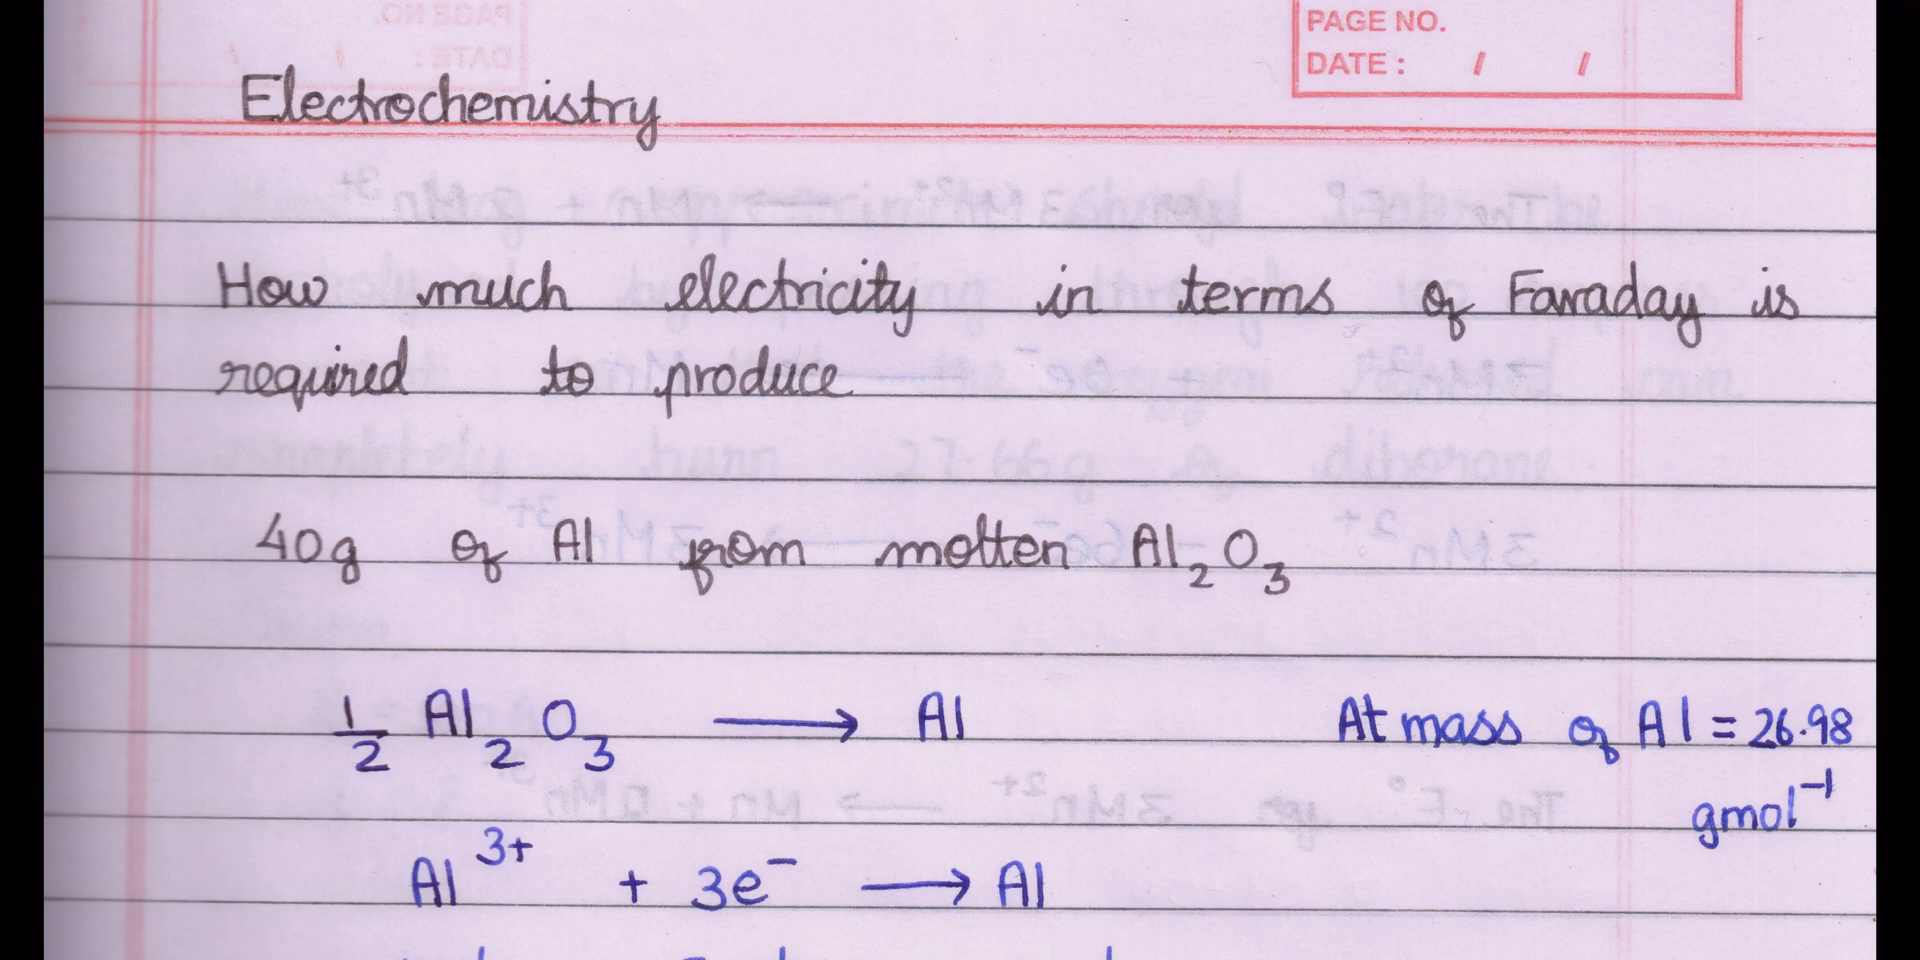 PAGE NO.
DATE : / /
Electrochemistry
How much electricity in terms of Faraday is
required to produce
40g of Al from molten Al₂O₃
1/2 Al₂O₃ ⟶ Al At mass of Al = 26.98
gmol⁻¹
Al³⁺ + 3e⁻ ⟶ Al